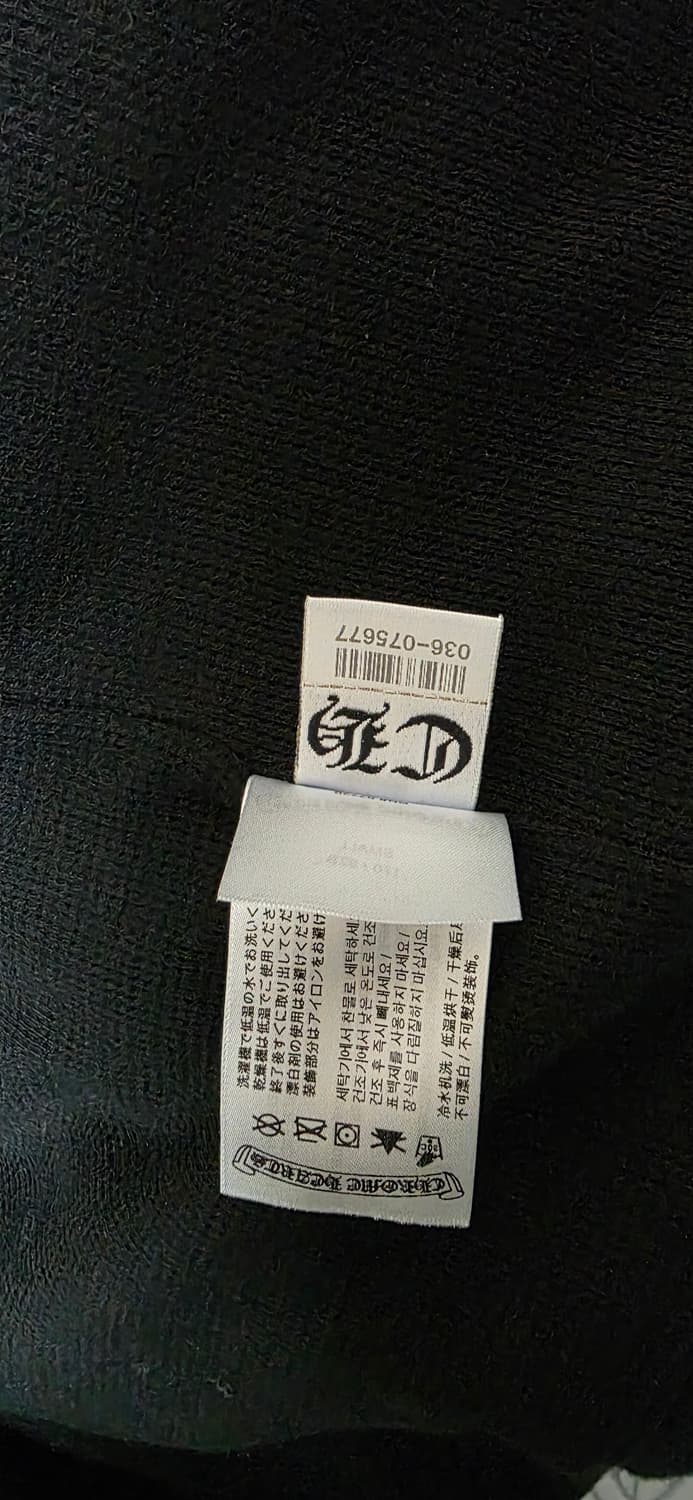 036-075677
CH
洗濯機で低温の水でお洗いく
乾燥機は低温でご使用くださ
終了後すぐに取り出してくだ
漂白剤の使用はお避けくださ
装飾部分はアイロンをお避け
세탁기에서 찬물로 세탁하세
건조기에서 낮은 온도로 건조
건조 후 즉시 빼내세요/
표백제를 사용하지 마세요/
장식을 다림질하지 마십시요.
冷水机洗/低温烘干/干燥后
不可漂白/不可熨烫装饰。
30C
CHROME HEARTS